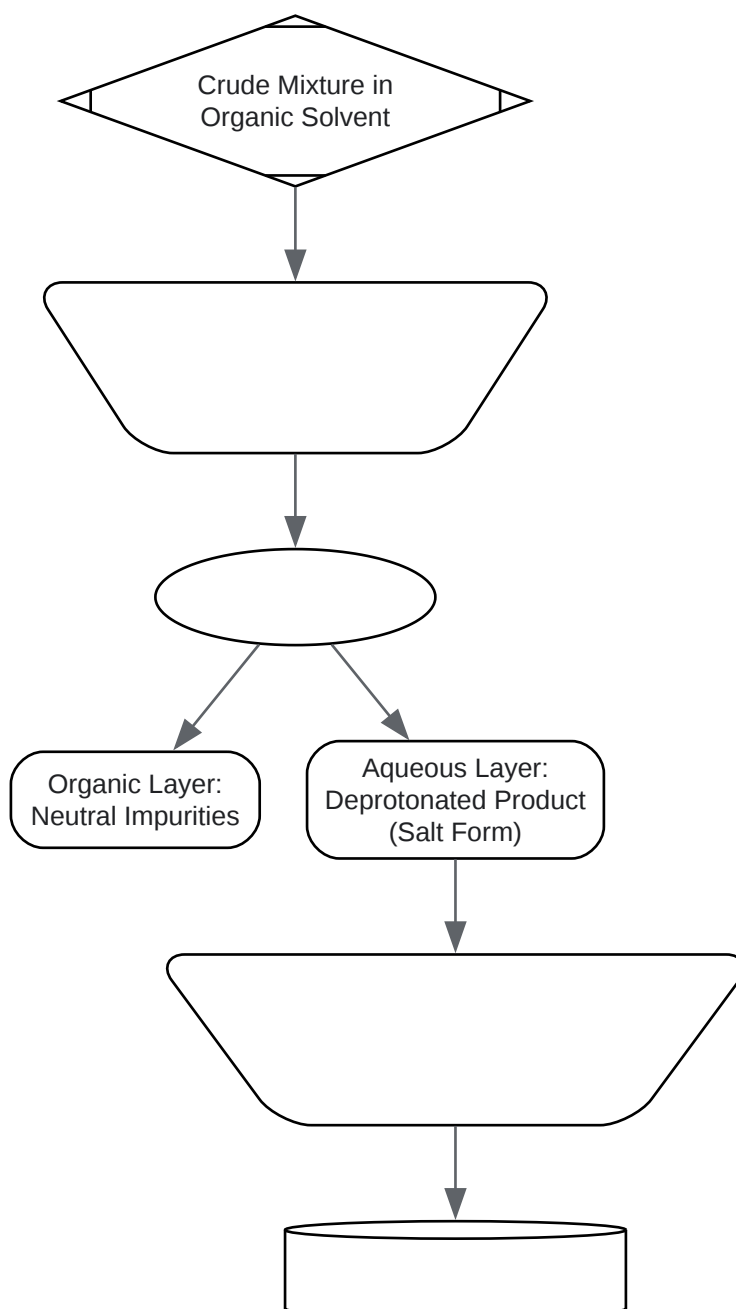 Crude Mixture in
Organic Solvent
Organic Layer:
Neutral Impurities
Aqueous Layer:
Deprotonated Product
(Salt Form)